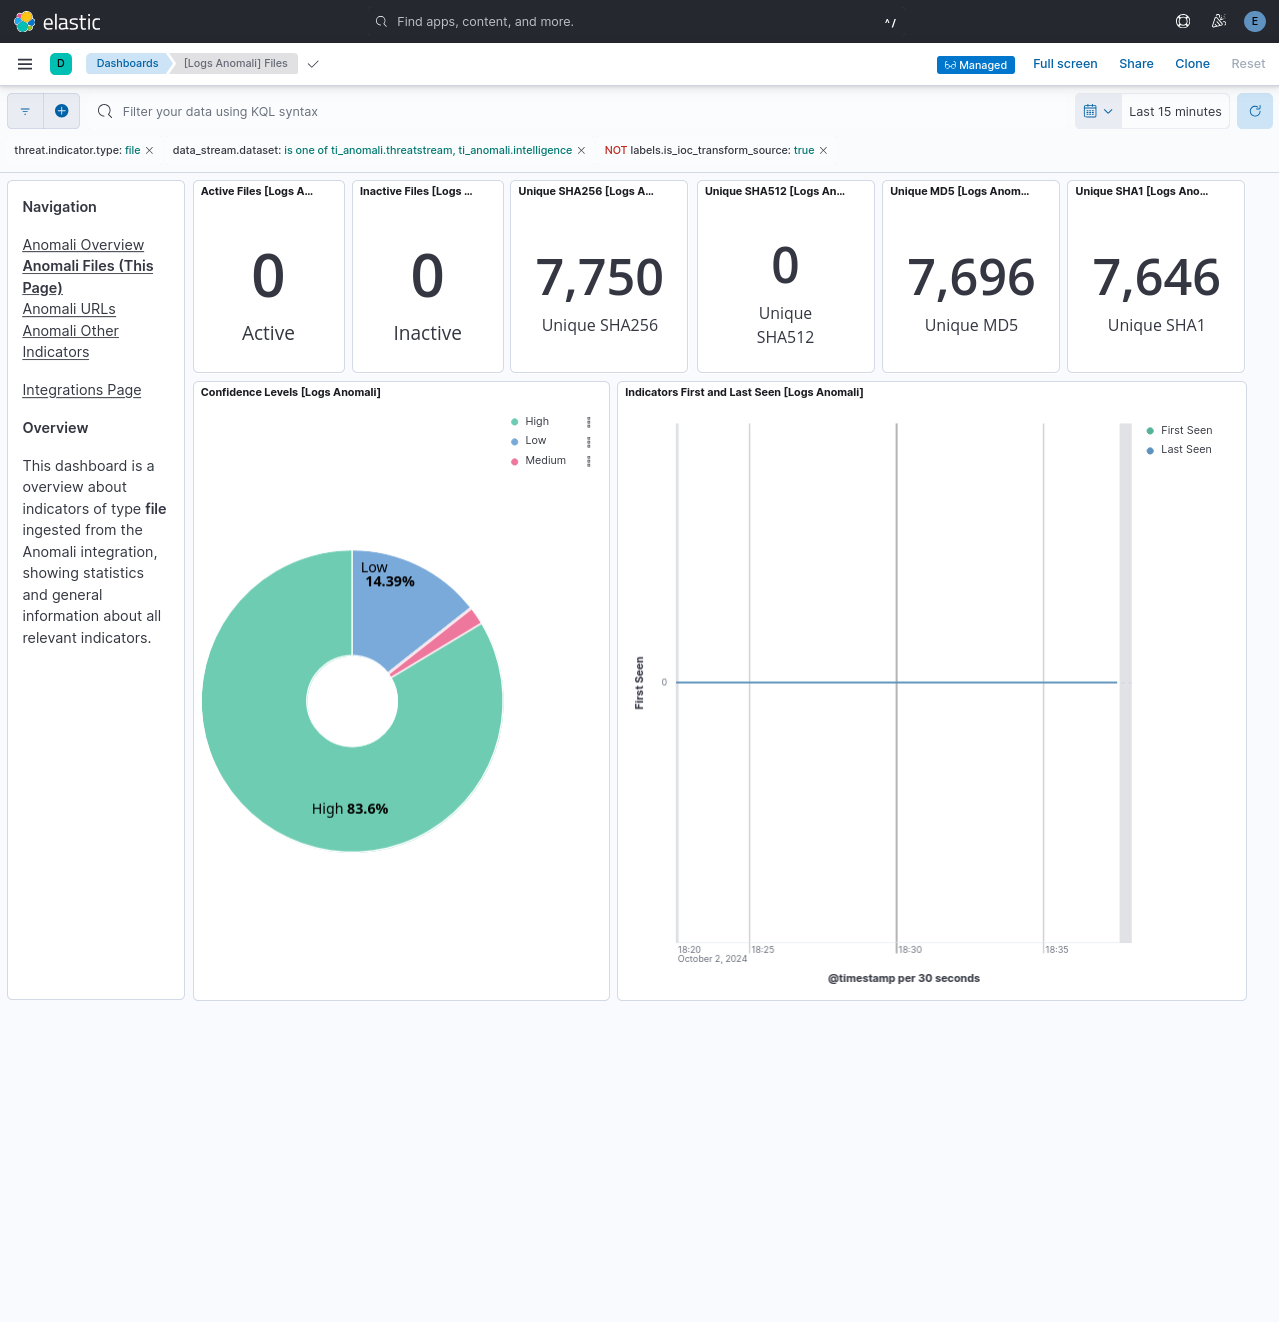 elastic
Find apps, content, and more.
^/
E
D
Dashboards
[Logs Anomali] Files
Managed
Full screen
Share
Clone
Reset
Filter your data using KQL syntax
Last 15 minutes
threat.indicator.type: file ×
data_stream.dataset: is one of ti_anomali.threatstream, ti_anomali.intelligence ×
NOT labels.is_ioc_transform_source: true ×
Navigation
Anomali Overview
Anomali Files (This
Page)
Anomali URLs
Anomali Other
Indicators
Integrations Page
Overview
This dashboard is a
overview about
indicators of type file
ingested from the
Anomali integration,
showing statistics
and general
information about all
relevant indicators.
Active Files [Logs A...
0
Active
Inactive Files [Logs ...
0
Inactive
Unique SHA256 [Logs A...
7,750
Unique SHA256
Unique SHA512 [Logs An...
0
Unique
SHA512
Unique MD5 [Logs Anom...
7,696
Unique MD5
Unique SHA1 [Logs Ano...
7,646
Unique SHA1
Confidence Levels [Logs Anomali]
High
Low
Medium
Low
14.39%
High 83.6%
Indicators First and Last Seen [Logs Anomali]
First Seen
Last Seen
First Seen
0
18:20
18:25
18:30
18:35
October 2, 2024
@timestamp per 30 seconds